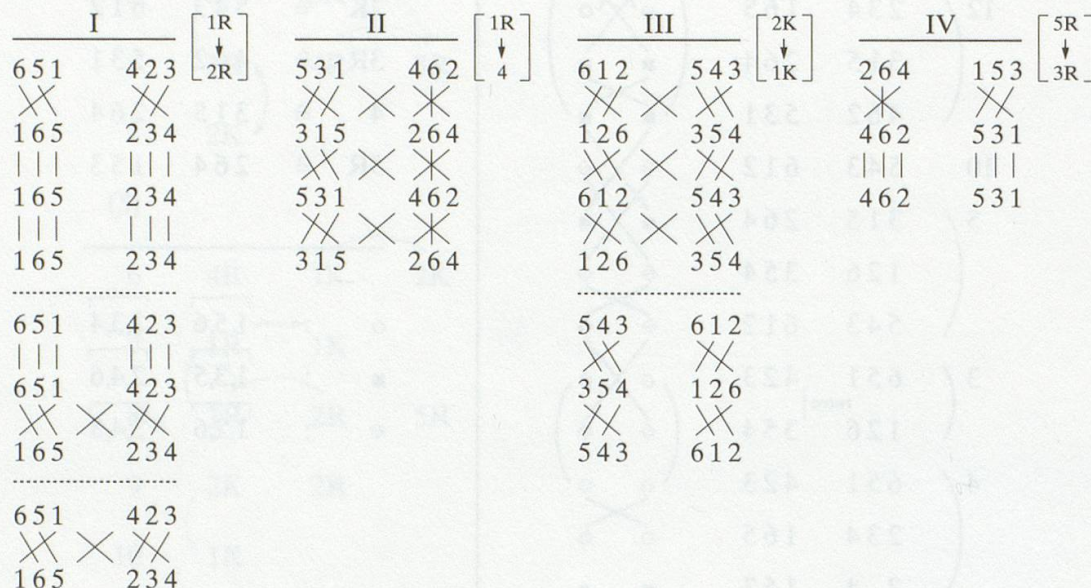 I [1R ↓ 2R] II [1R ↓ 4] III [2K ↓ 1K] IV [5R ↓ 3R]
651 423 531 462 612 543 264 153
165 234 315 264 126 354 462 531
165 234 531 462 612 543 462 531
165 234 315 264 126 354
651 423 543 612
651 423 354 126
165 234 543 612
651 423
165 234